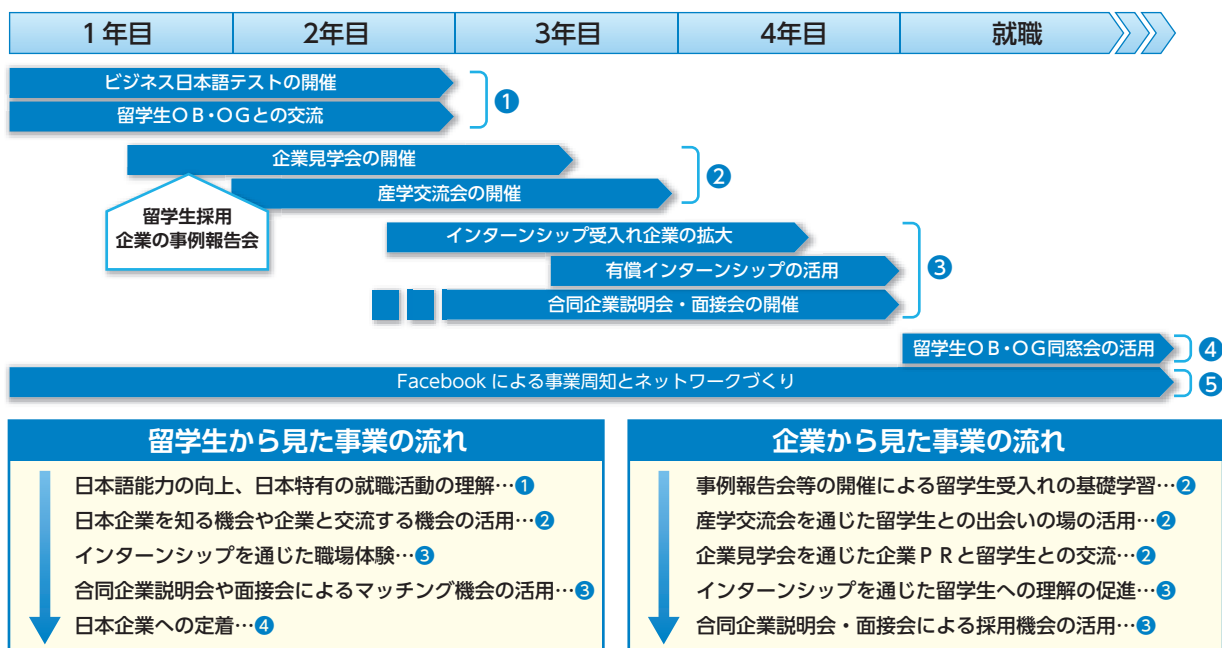 1年目 2年目 3年目 4年目 就職
ビジネス日本語テストの開催
留学生OB・OGとの交流
❶
企業見学会の開催
産学交流会の開催
❷
留学生採用
企業の事例報告会
インターンシップ受入れ企業の拡大
有償インターンシップの活用
合同企業説明会・面接会の開催
❸
留学生OB・OG同窓会の活用 ❹
Facebook による事業周知とネットワークづくり ❺
留学生から見た事業の流れ
日本語能力の向上、日本特有の就職活動の理解…❶
日本企業を知る機会や企業と交流する機会の活用…❷
インターンシップを通じた職場体験…❸
合同企業説明会や面接会によるマッチング機会の活用…❸
日本企業への定着…❹
企業から見た事業の流れ
事例報告会等の開催による留学生受入れの基礎学習…❷
産学交流会を通じた留学生との出会いの場の活用…❷
企業見学会を通じた企業PRと留学生との交流…❷
インターンシップを通じた留学生への理解の促進…❸
合同企業説明会・面接会による採用機会の活用…❸